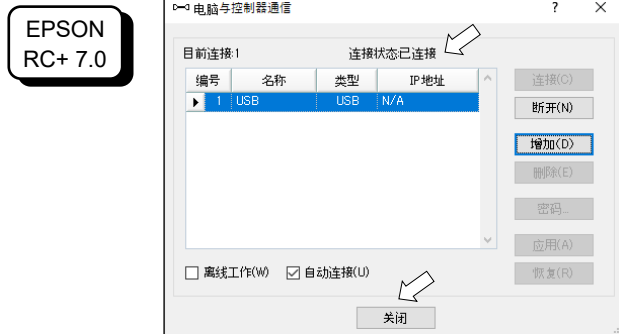 EPSON
RC+ 7.0
电脑与控制器通信
?
目前连接:1
连接状态:已连接
编号 名称 类型 IP地址
1 USB USB N/A
连接(C)
断开(N)
增加(D)
删除(E)
密码...
应用(A)
恢复(R)
离线工作(W)
自动连接(U)
关闭